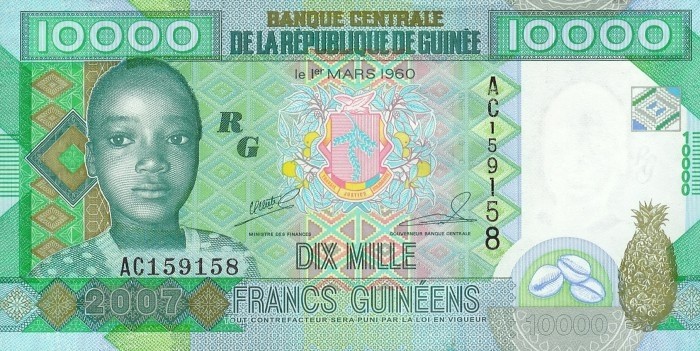 10000
BANQUE CENTRALE
DE LA RÉPUBLIQUE DE GUINÉE
10000
le 1er MARS 1960
RG
AC159158
MINISTRE DES FINANCES
GOUVERNEUR BANQUE CENTRALE
AC159158
DIX MILLE
2007
FRANCS GUINÉENS
TOUT CONTREFACTEUR SERA PUNI PAR LA LOI EN VIGUEUR
10000
10000